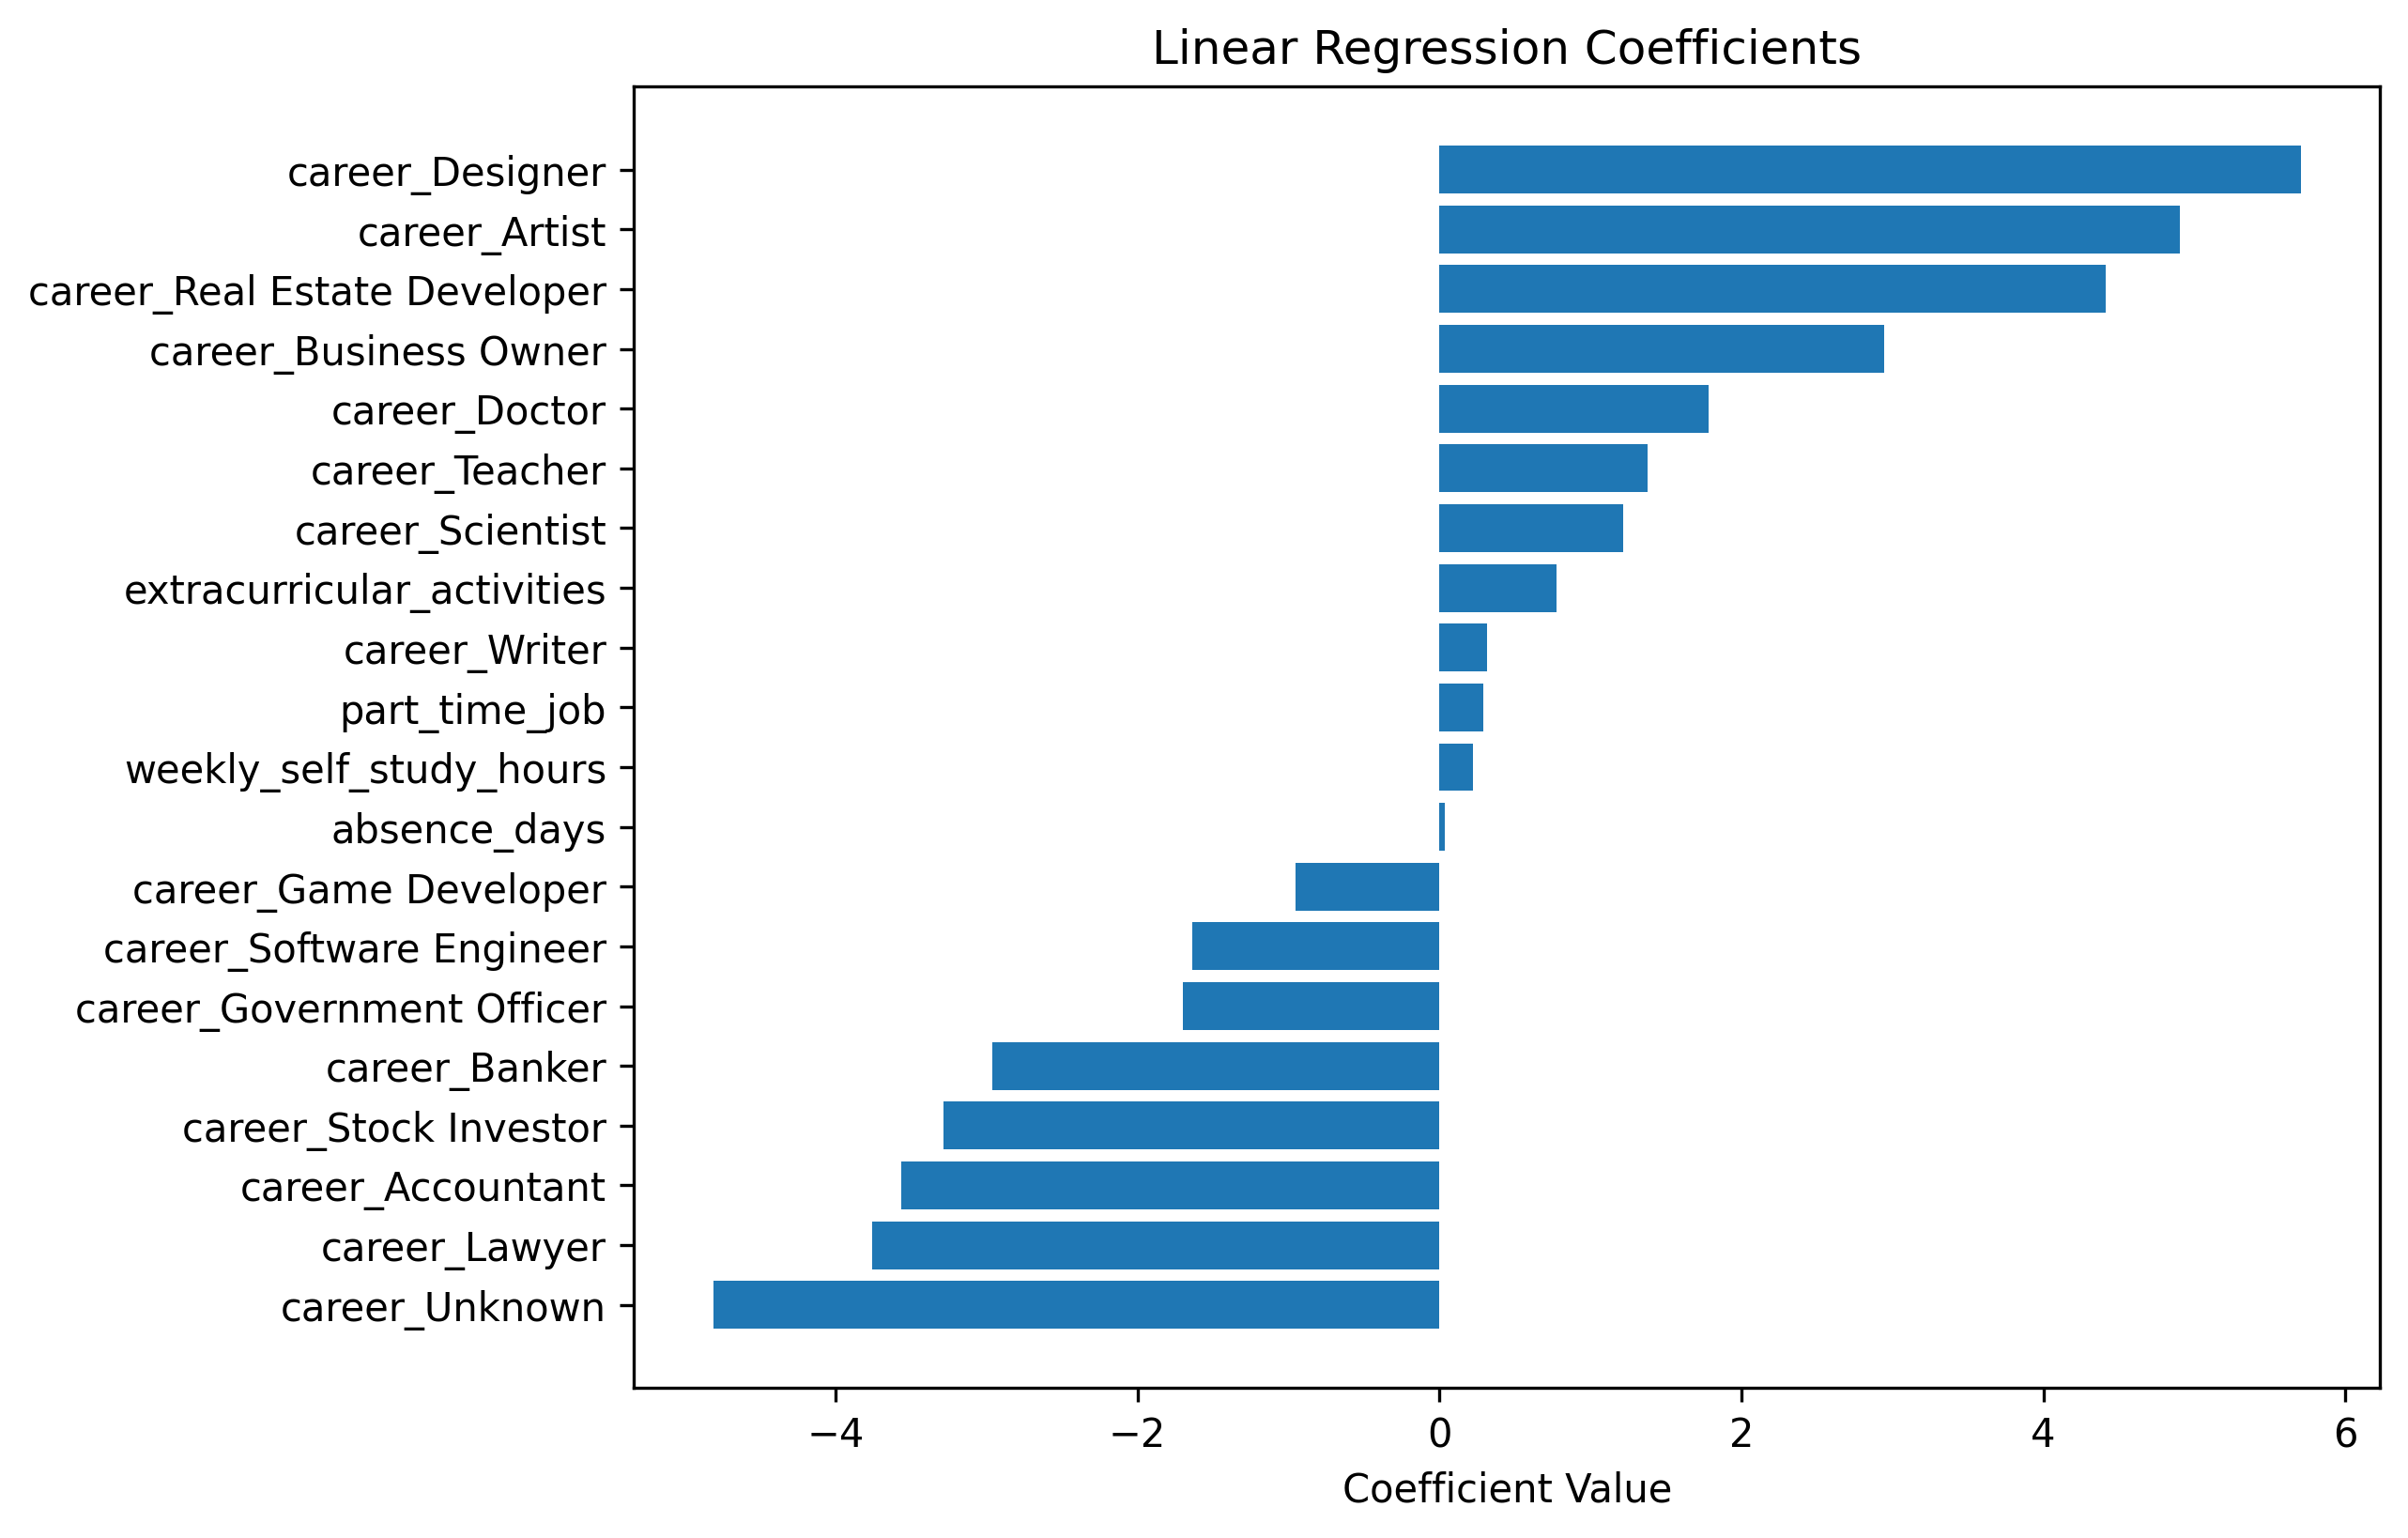 Linear Regression Coefficients
career_Designer
career_Artist
career_Real Estate Developer
career_Business Owner
career_Doctor
career_Teacher
career_Scientist
extracurricular_activities
career_Writer
part_time_job
weekly_self_study_hours
absence_days
career_Game Developer
career_Software Engineer
career_Government Officer
career_Banker
career_Stock Investor
career_Accountant
career_Lawyer
career_Unknown
−4 −2 0 2 4 6
Coefficient Value